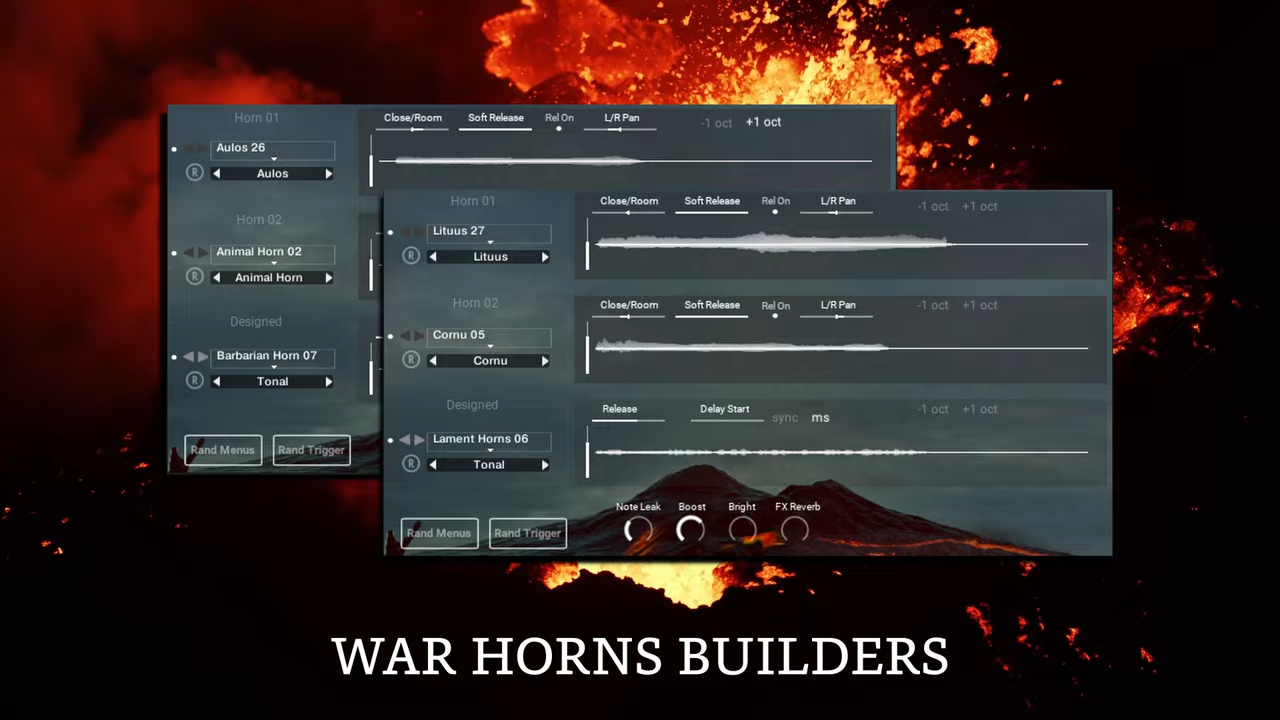 Horn 01
Close/Room Soft Release Rel On L/R Pan -1 oct +1 oct
Aulos 26
R Aulos
Horn 02
Animal Horn 02
R Animal Horn
Designed
Barbarian Horn 07
R Tonal
Rand Menus Rand Trigger
Horn 01
Close/Room Soft Release Rel On L/R Pan -1 oct +1 oct
Lituus 27
R Lituus
Horn 02
Close/Room Soft Release Rel On L/R Pan -1 oct +1 oct
Cornu 05
R Cornu
Designed
Release Delay Start sync ms -1 oct +1 oct
Lament Horns 06
R Tonal
Note Leak Boost Bright FX Reverb
Rand Menus Rand Trigger
WAR HORNS BUILDERS